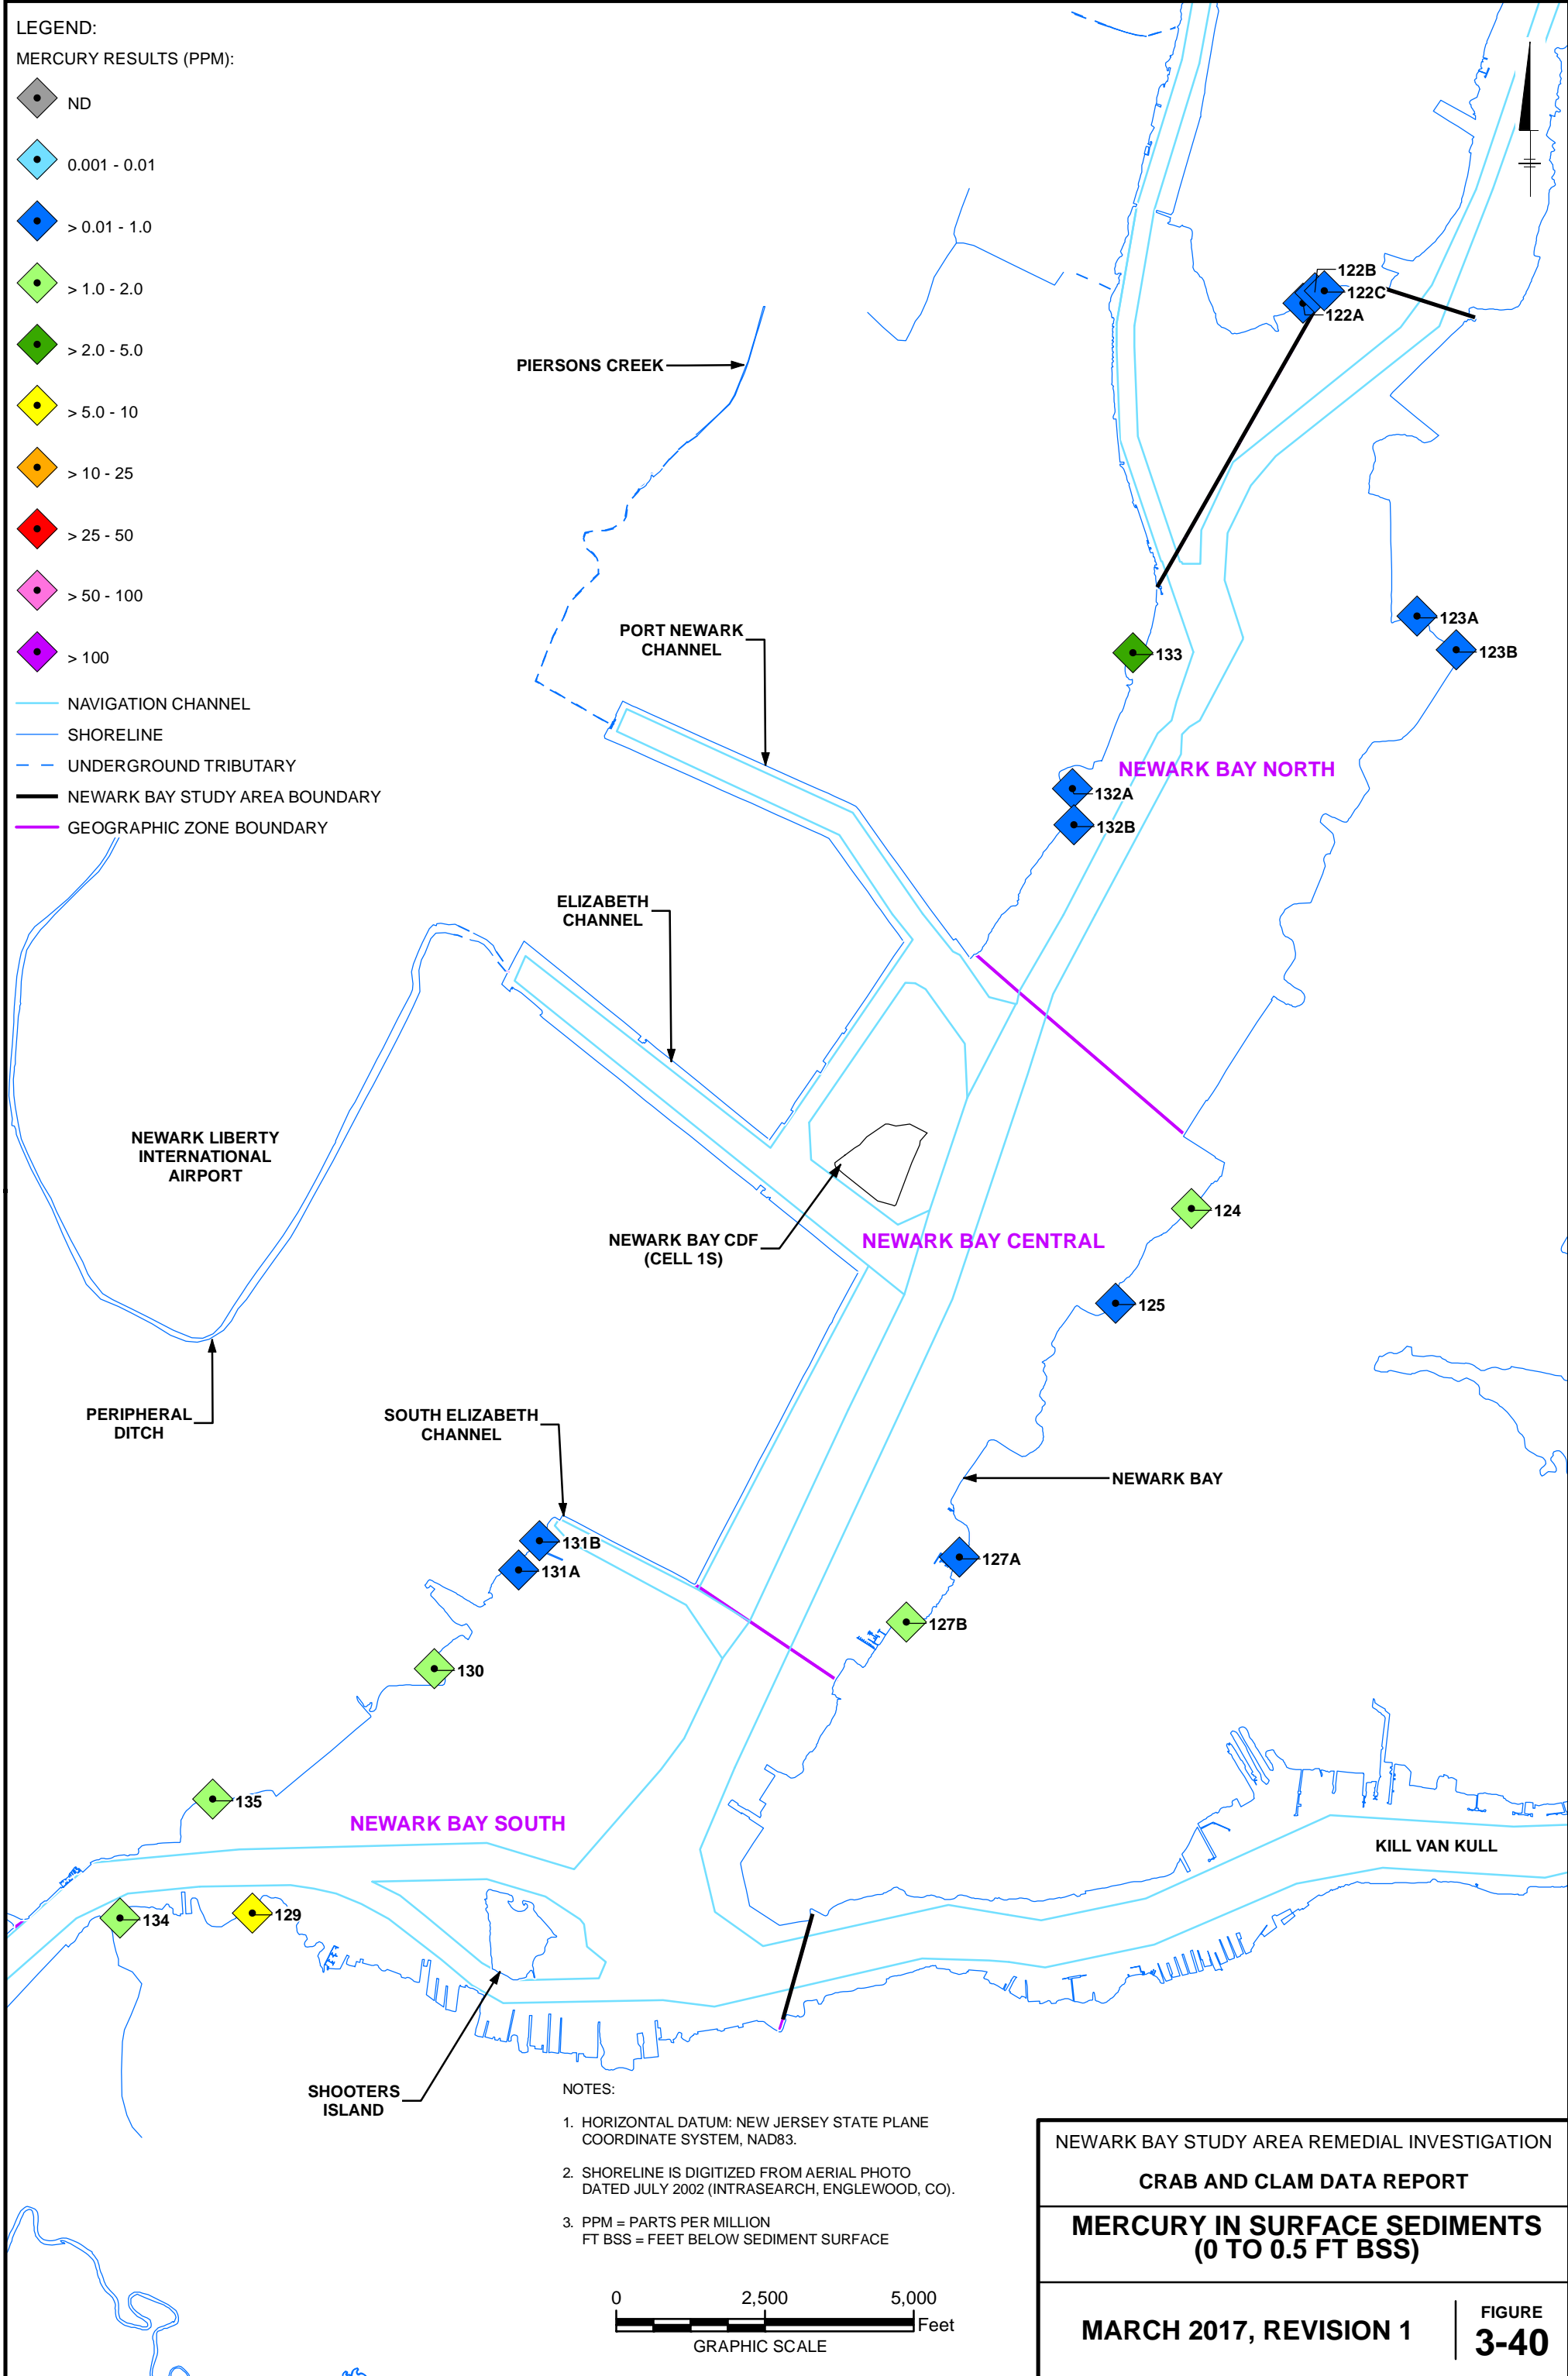 LEGEND:
MERCURY RESULTS (PPM):
ND
0.001 - 0.01
> 0.01 - 1.0
> 1.0 - 2.0
> 2.0 - 5.0
> 5.0 - 10
> 10 - 25
> 25 - 50
> 50 - 100
> 100
NAVIGATION CHANNEL
SHORELINE
UNDERGROUND TRIBUTARY
NEWARK BAY STUDY AREA BOUNDARY
GEOGRAPHIC ZONE BOUNDARY
122B
122C
122A
PIERSONS CREEK
123A
123B
PORT NEWARK
CHANNEL
133
NEWARK BAY NORTH
132A
132B
ELIZABETH
CHANNEL
NEWARK LIBERTY
INTERNATIONAL
AIRPORT
124
NEWARK BAY CDF
(CELL 1S)
NEWARK BAY CENTRAL
125
PERIPHERAL
DITCH
SOUTH ELIZABETH
CHANNEL
NEWARK BAY
131B
131A
127A
127B
130
135
NEWARK BAY SOUTH
KILL VAN KULL
134
129
SHOOTERS
ISLAND
NOTES:
1. HORIZONTAL DATUM: NEW JERSEY STATE PLANE
COORDINATE SYSTEM, NAD83.
2. SHORELINE IS DIGITIZED FROM AERIAL PHOTO
DATED JULY 2002 (INTRASEARCH, ENGLEWOOD, CO).
3. PPM = PARTS PER MILLION
FT BSS = FEET BELOW SEDIMENT SURFACE
0 2,500 5,000
Feet
GRAPHIC SCALE
NEWARK BAY STUDY AREA REMEDIAL INVESTIGATION
CRAB AND CLAM DATA REPORT
MERCURY IN SURFACE SEDIMENTS
(0 TO 0.5 FT BSS)
MARCH 2017, REVISION 1
FIGURE
3-40